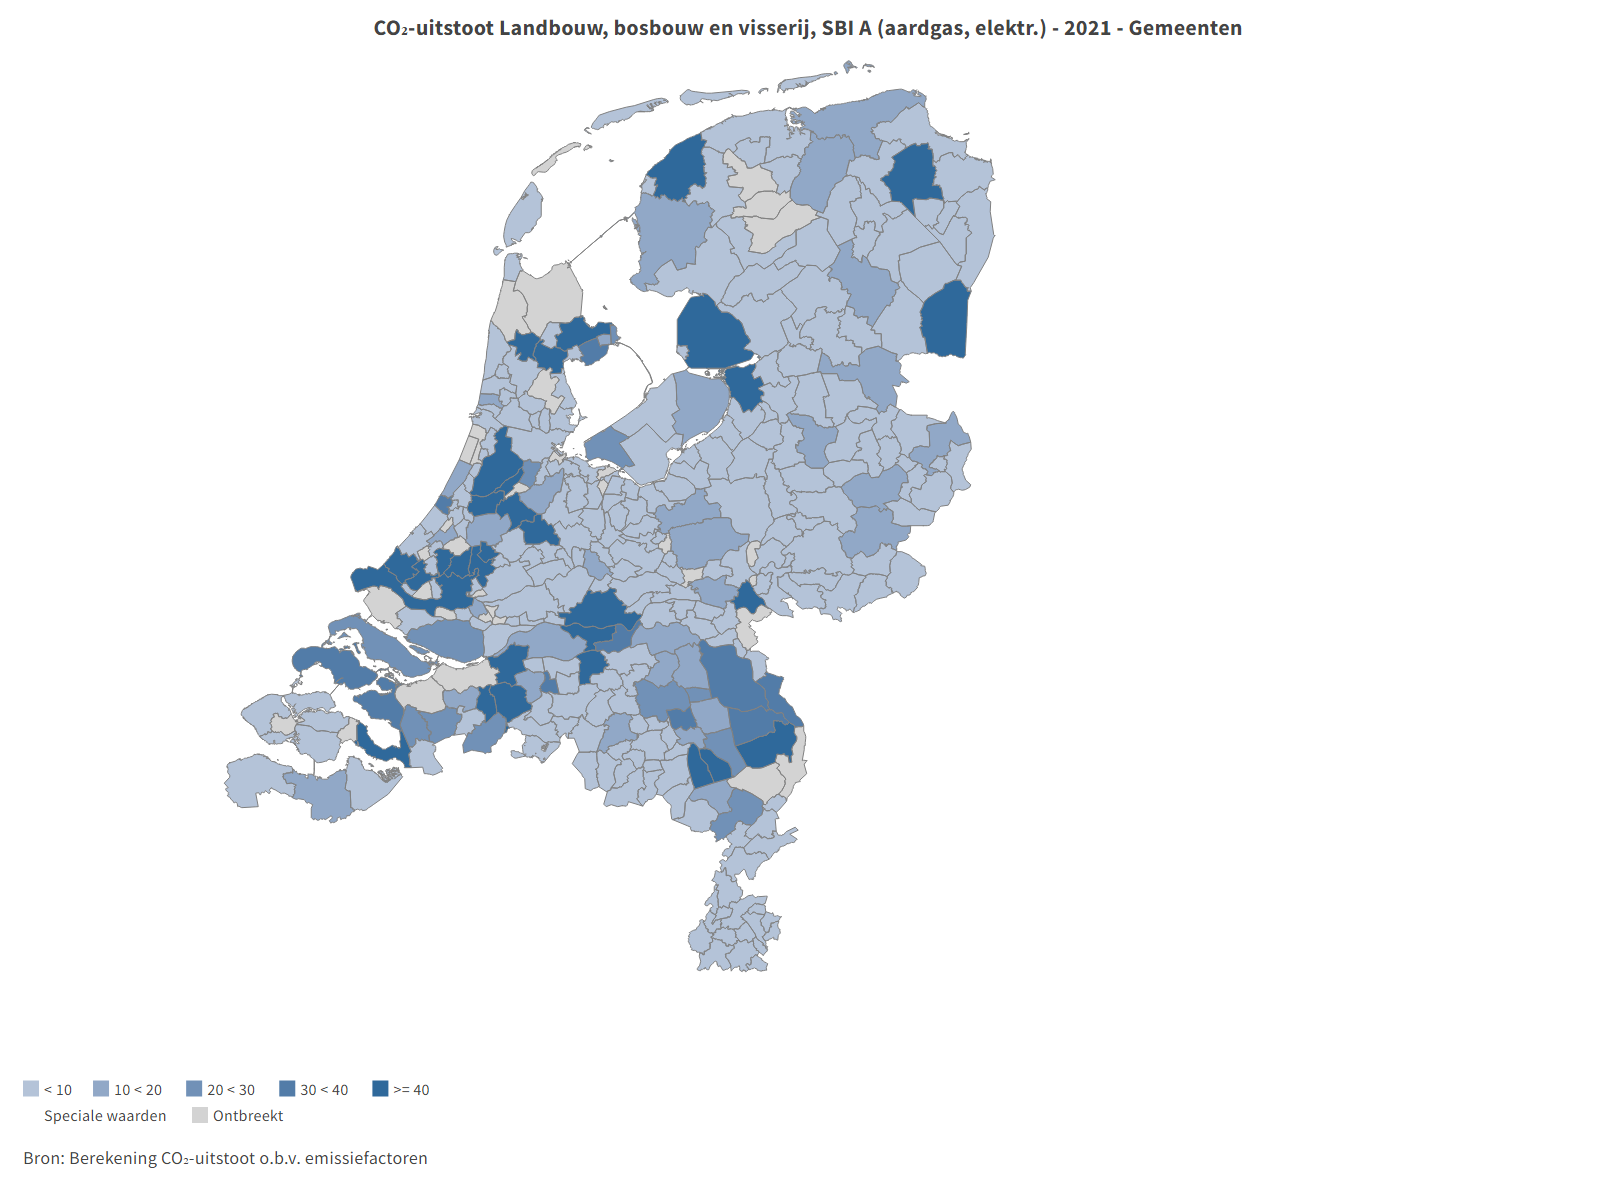 CO₂-uitstoot Landbouw, bosbouw en visserij, SBI A (aardgas, elektr.) - 2021 - Gemeenten
< 10 10 < 20 20 < 30 30 < 40 >= 40
Speciale waarden Ontbreekt
Bron: Berekening CO₂-uitstoot o.b.v. emissiefactoren